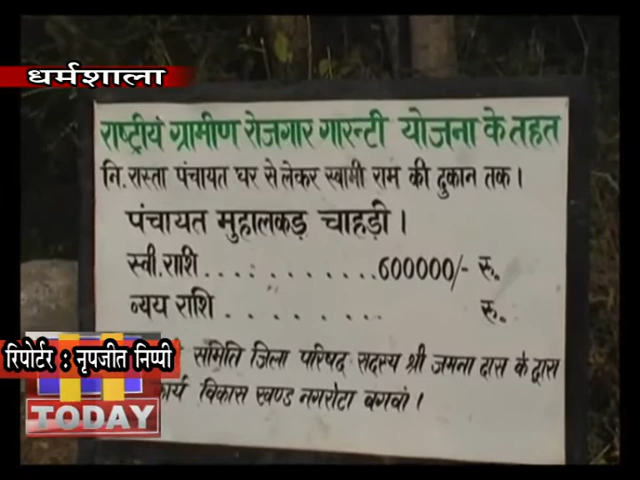 धर्मशाला
राष्ट्रीयं ग्रामीण रोजगार गारन्टी योजना के तहत
नि. रास्ता पंचायत घर से लेकर स्वामी राम की दुकान तक।
पंचायत मुहालकड़ चाहड़ी।
स्वी. राशि............600000/- रु.
न्यय राशि......... रु.
रिपोर्टर : नृपजीत निप्पी
समिति जिला परिषद सदस्य श्री जमना दास के द्वारा
कार्य विकास खण्ड नगरोटा बगवां।
TODAY